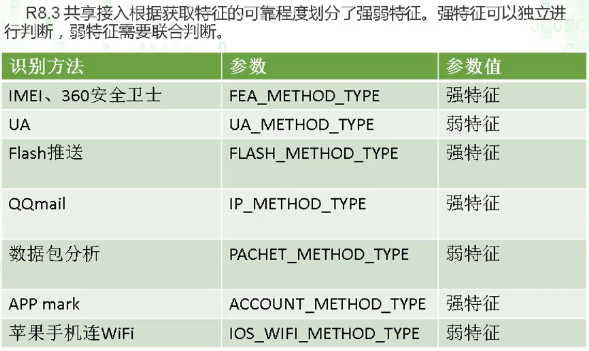 R8.3共享接入根据获取特征的可靠程度划分了强弱特征。强特征可以独立进
行判断，弱特征需要联合判断。
识别方法 参数 参数值
IMEI、360安全卫士 FEA_METHOD_TYPE 强特征
UA UA_METHOD_TYPE 弱特征
Flash推送 FLASH_METHOD_TYPE 强特征
QQmail IP_METHOD_TYPE 强特征
数据包分析 PACHET_METHOD_TYPE 弱特征
APP mark ACCOUNT_METHOD_TYPE 强特征
苹果手机连WiFi IOS_WIFI_METHOD_TYPE 弱特征